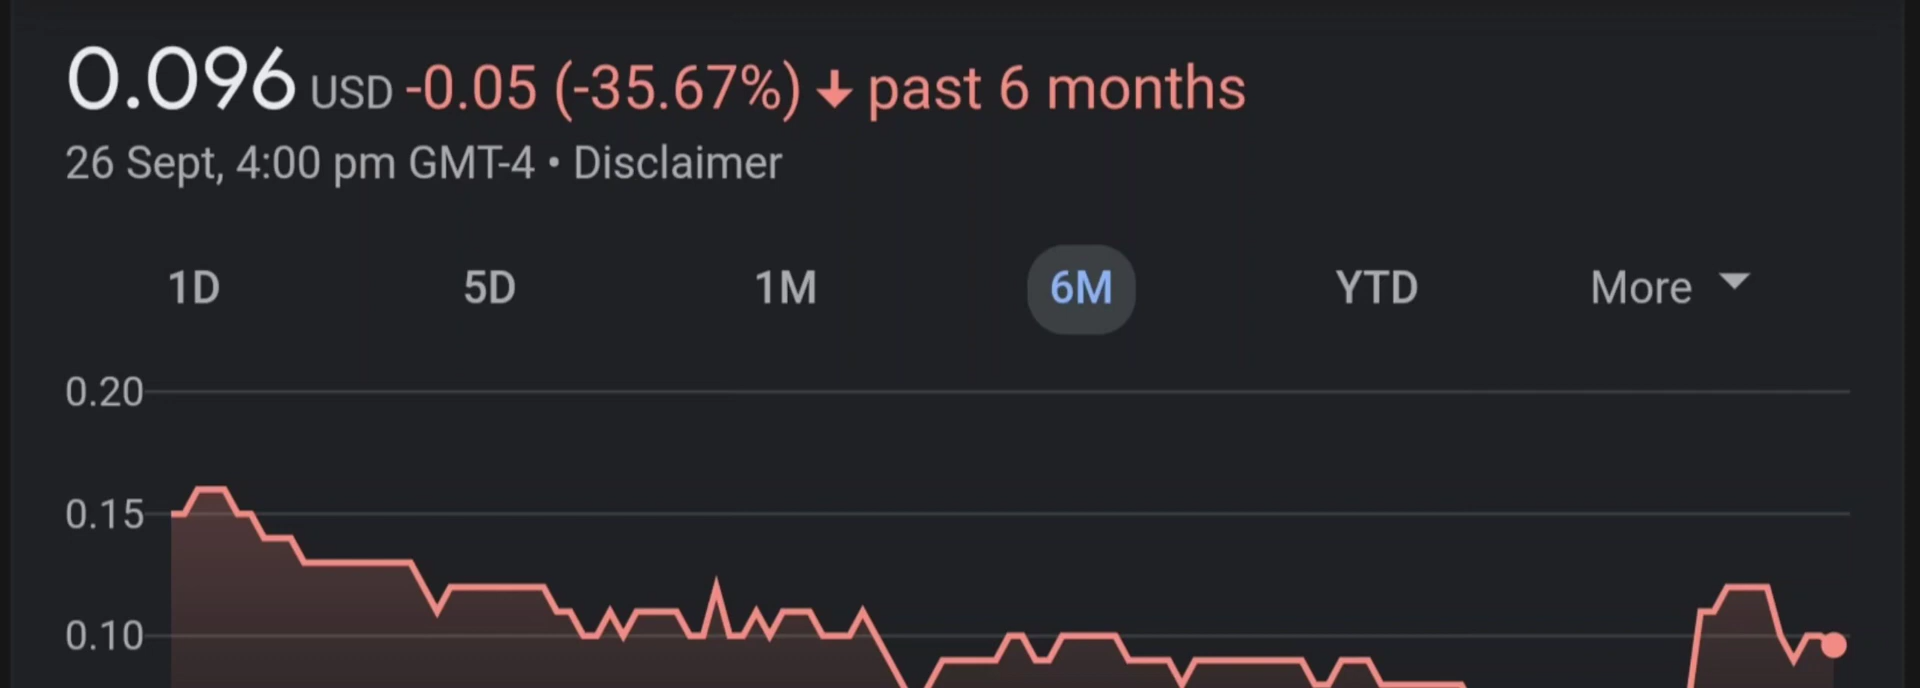 0.096 USD -0.05 (-35.67%) ↓ past 6 months
26 Sept, 4:00 pm GMT-4 • Disclaimer
1D 5D 1M 6M YTD More
0.20
0.15
0.10